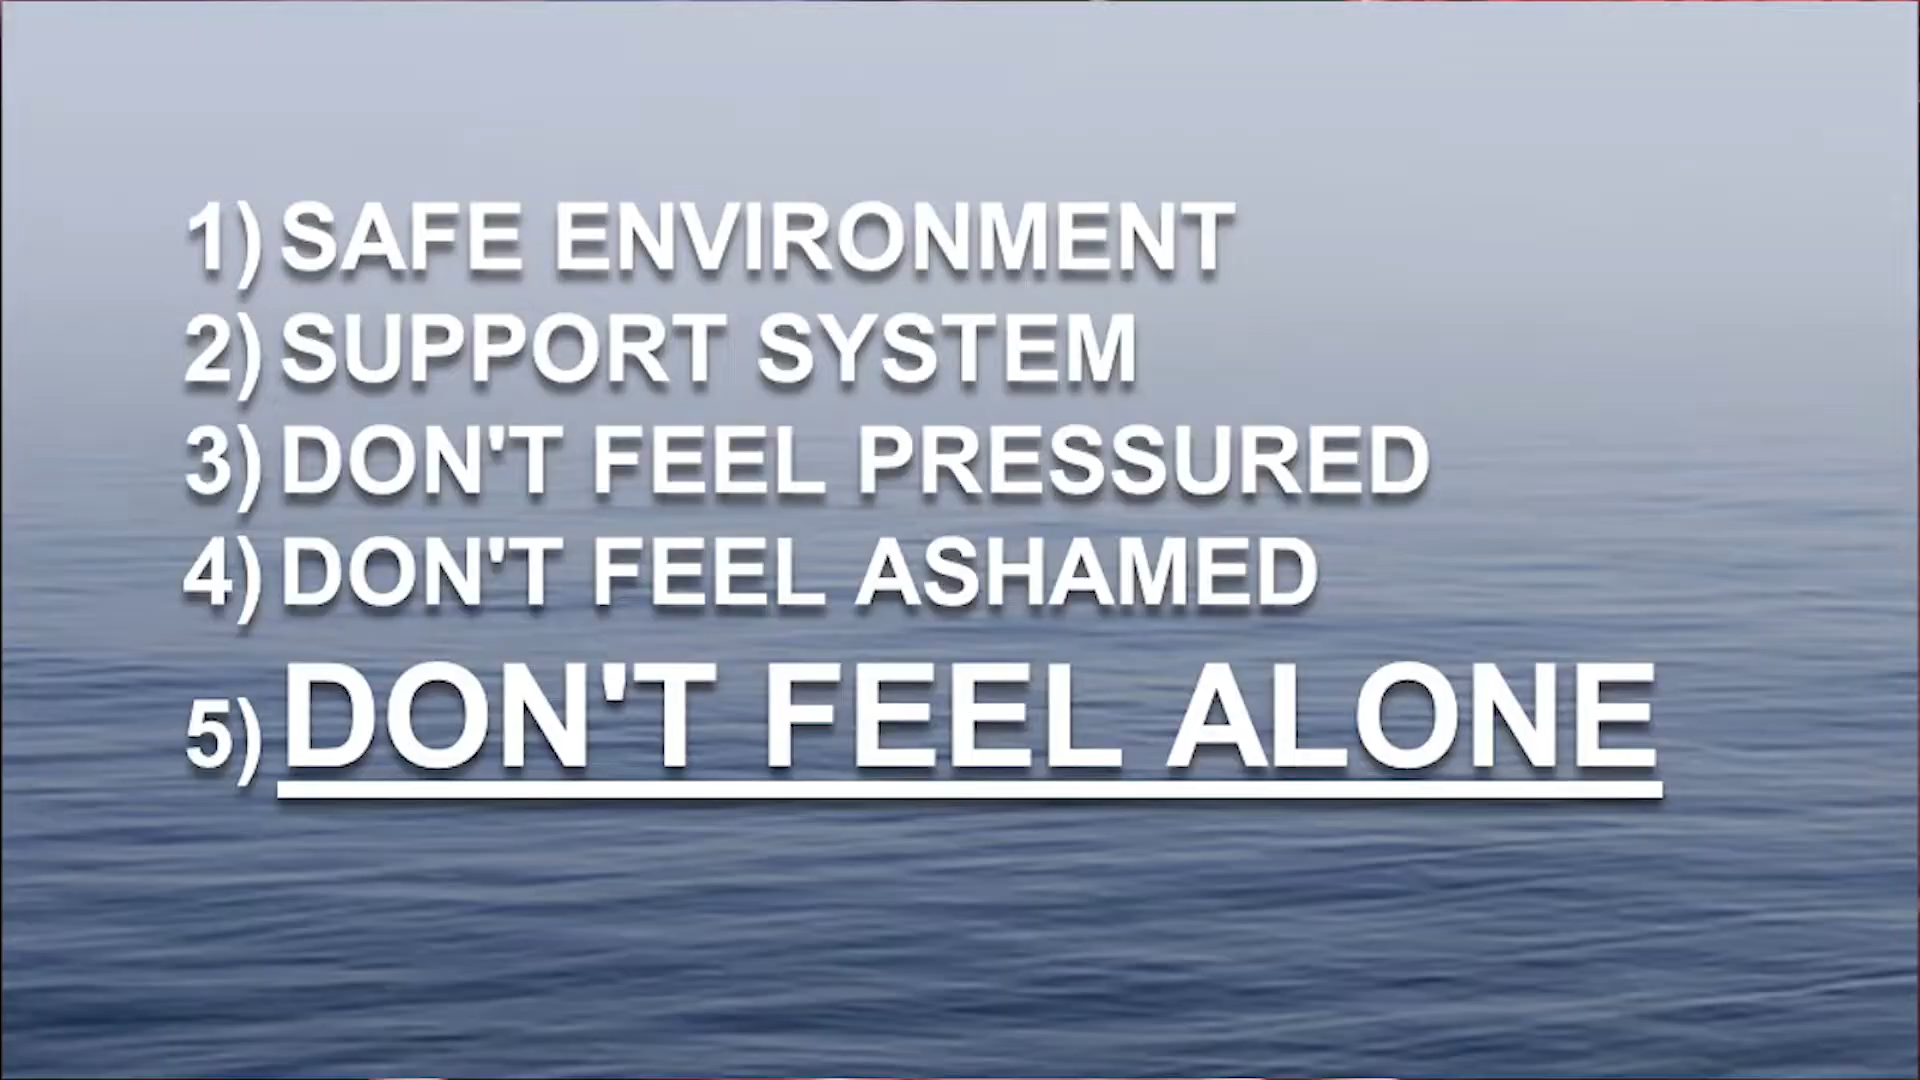 1) SAFE ENVIRONMENT
2) SUPPORT SYSTEM
3) DON'T FEEL PRESSURED
4) DON'T FEEL ASHAMED
5) DON'T FEEL ALONE